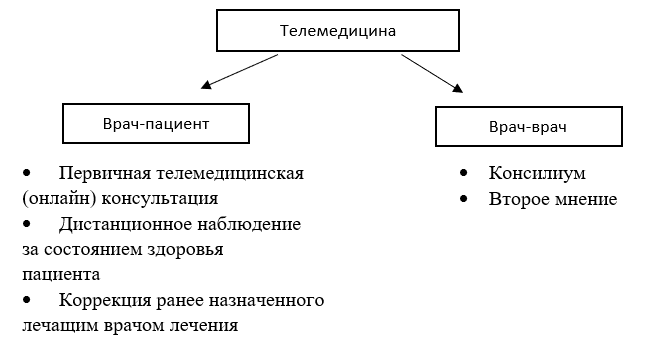 Телемедицина
Врач-пациент
• Первичная телемедицинская
(онлайн) консультация
• Дистанционное наблюдение
за состоянием здоровья
пациента
• Коррекция ранее назначенного
лечащим врачом лечения
Врач-врач
• Консилиум
• Второе мнение